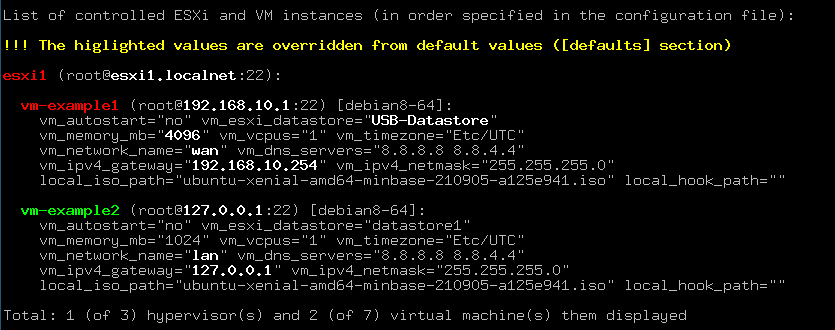 List of controlled ESXi and VM instances (in order specified in the configuration file):
!!! The higlighted values are overridden from default values ([defaults] section)
esxi1 (root@esxi1.localnet:22):
vm-example1 (root@192.168.10.1:22) [debian8-64]:
vm_autostart="no" vm_esxi_datastore="USB-Datastore"
vm_memory_mb="4096" vm_vcpus="1" vm_timezone="Etc/UTC"
vm_network_name="wan" vm_dns_servers="8.8.8.8 8.8.4.4"
vm_ipv4_gateway="192.168.10.254" vm_ipv4_netmask="255.255.255.0"
local_iso_path="ubuntu-xenial-amd64-minbase-210905-a125e941.iso" local_hook_path=""
vm-example2 (root@127.0.0.1:22) [debian8-64]:
vm_autostart="no" vm_esxi_datastore="datastore1"
vm_memory_mb="1024" vm_vcpus="1" vm_timezone="Etc/UTC"
vm_network_name="lan" vm_dns_servers="8.8.8.8 8.8.4.4"
vm_ipv4_gateway="127.0.0.1" vm_ipv4_netmask="255.255.255.0"
local_iso_path="ubuntu-xenial-amd64-minbase-210905-a125e941.iso" local_hook_path=""
Total: 1 (of 3) hypervisor(s) and 2 (of 7) virtual machine(s) them displayed